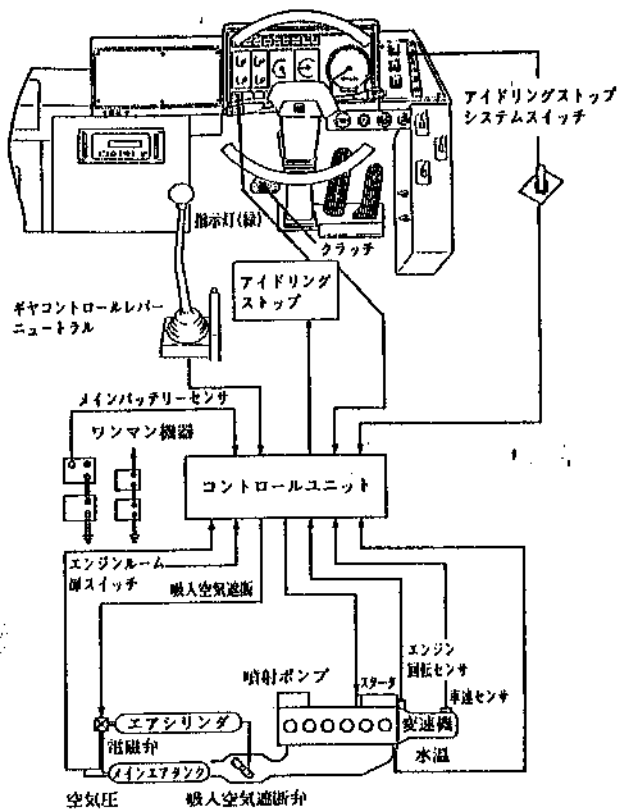 アイドリングストップ
システムスイッチ
指示灯(緑)
クラッチ
アイドリング
ストップ
ギヤコントロールレバー
ニュートラル
メインバッテリーセンサ
ワンマン機器
コントロールユニット
エンジンルーム
扉スイッチ
吸入空気遮断
エンジン
回転センサ
噴射ポンプ
スタータ
車速センサ
エアシリンダ
変速機
電磁弁
水温
メインエアタンク
空気圧
吸入空気遮断弁